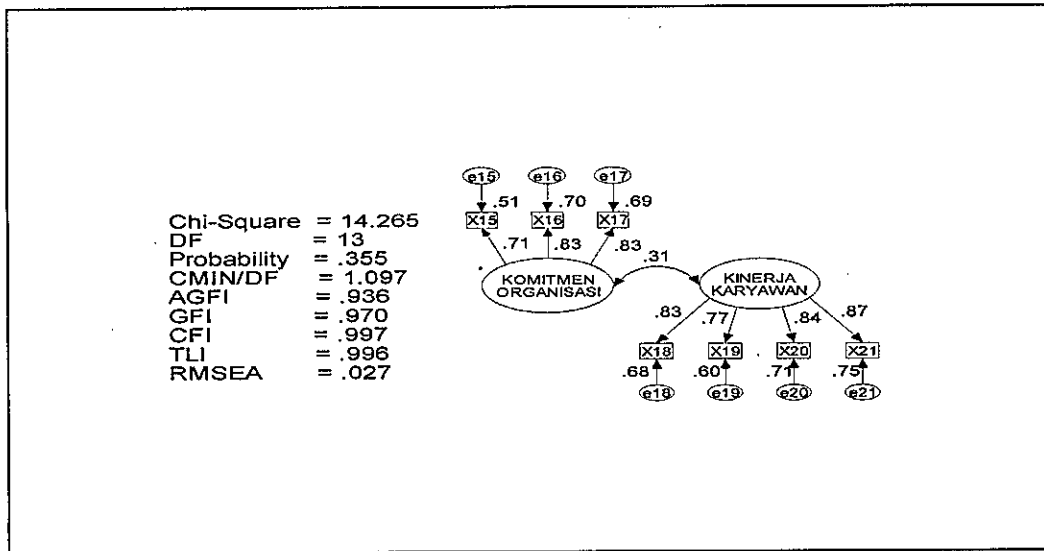 Chi-Square = 14.265
DF = 13
Probability = .355
CMIN/DF = 1.097
AGFI = .936
GFI = .970
CFI = .997
TLI = .996
RMSEA = .027
e15 e16 e17
.51 .70 .69
X15 X16 X17
.71 .83 .83
.31
KOMITMEN
ORGANISASI
KINERJA
KARYAWAN
.83 .77 .84 .87
X18 X19 X20 X21
.68 .60 .71 .75
e18 e19 e20 e21